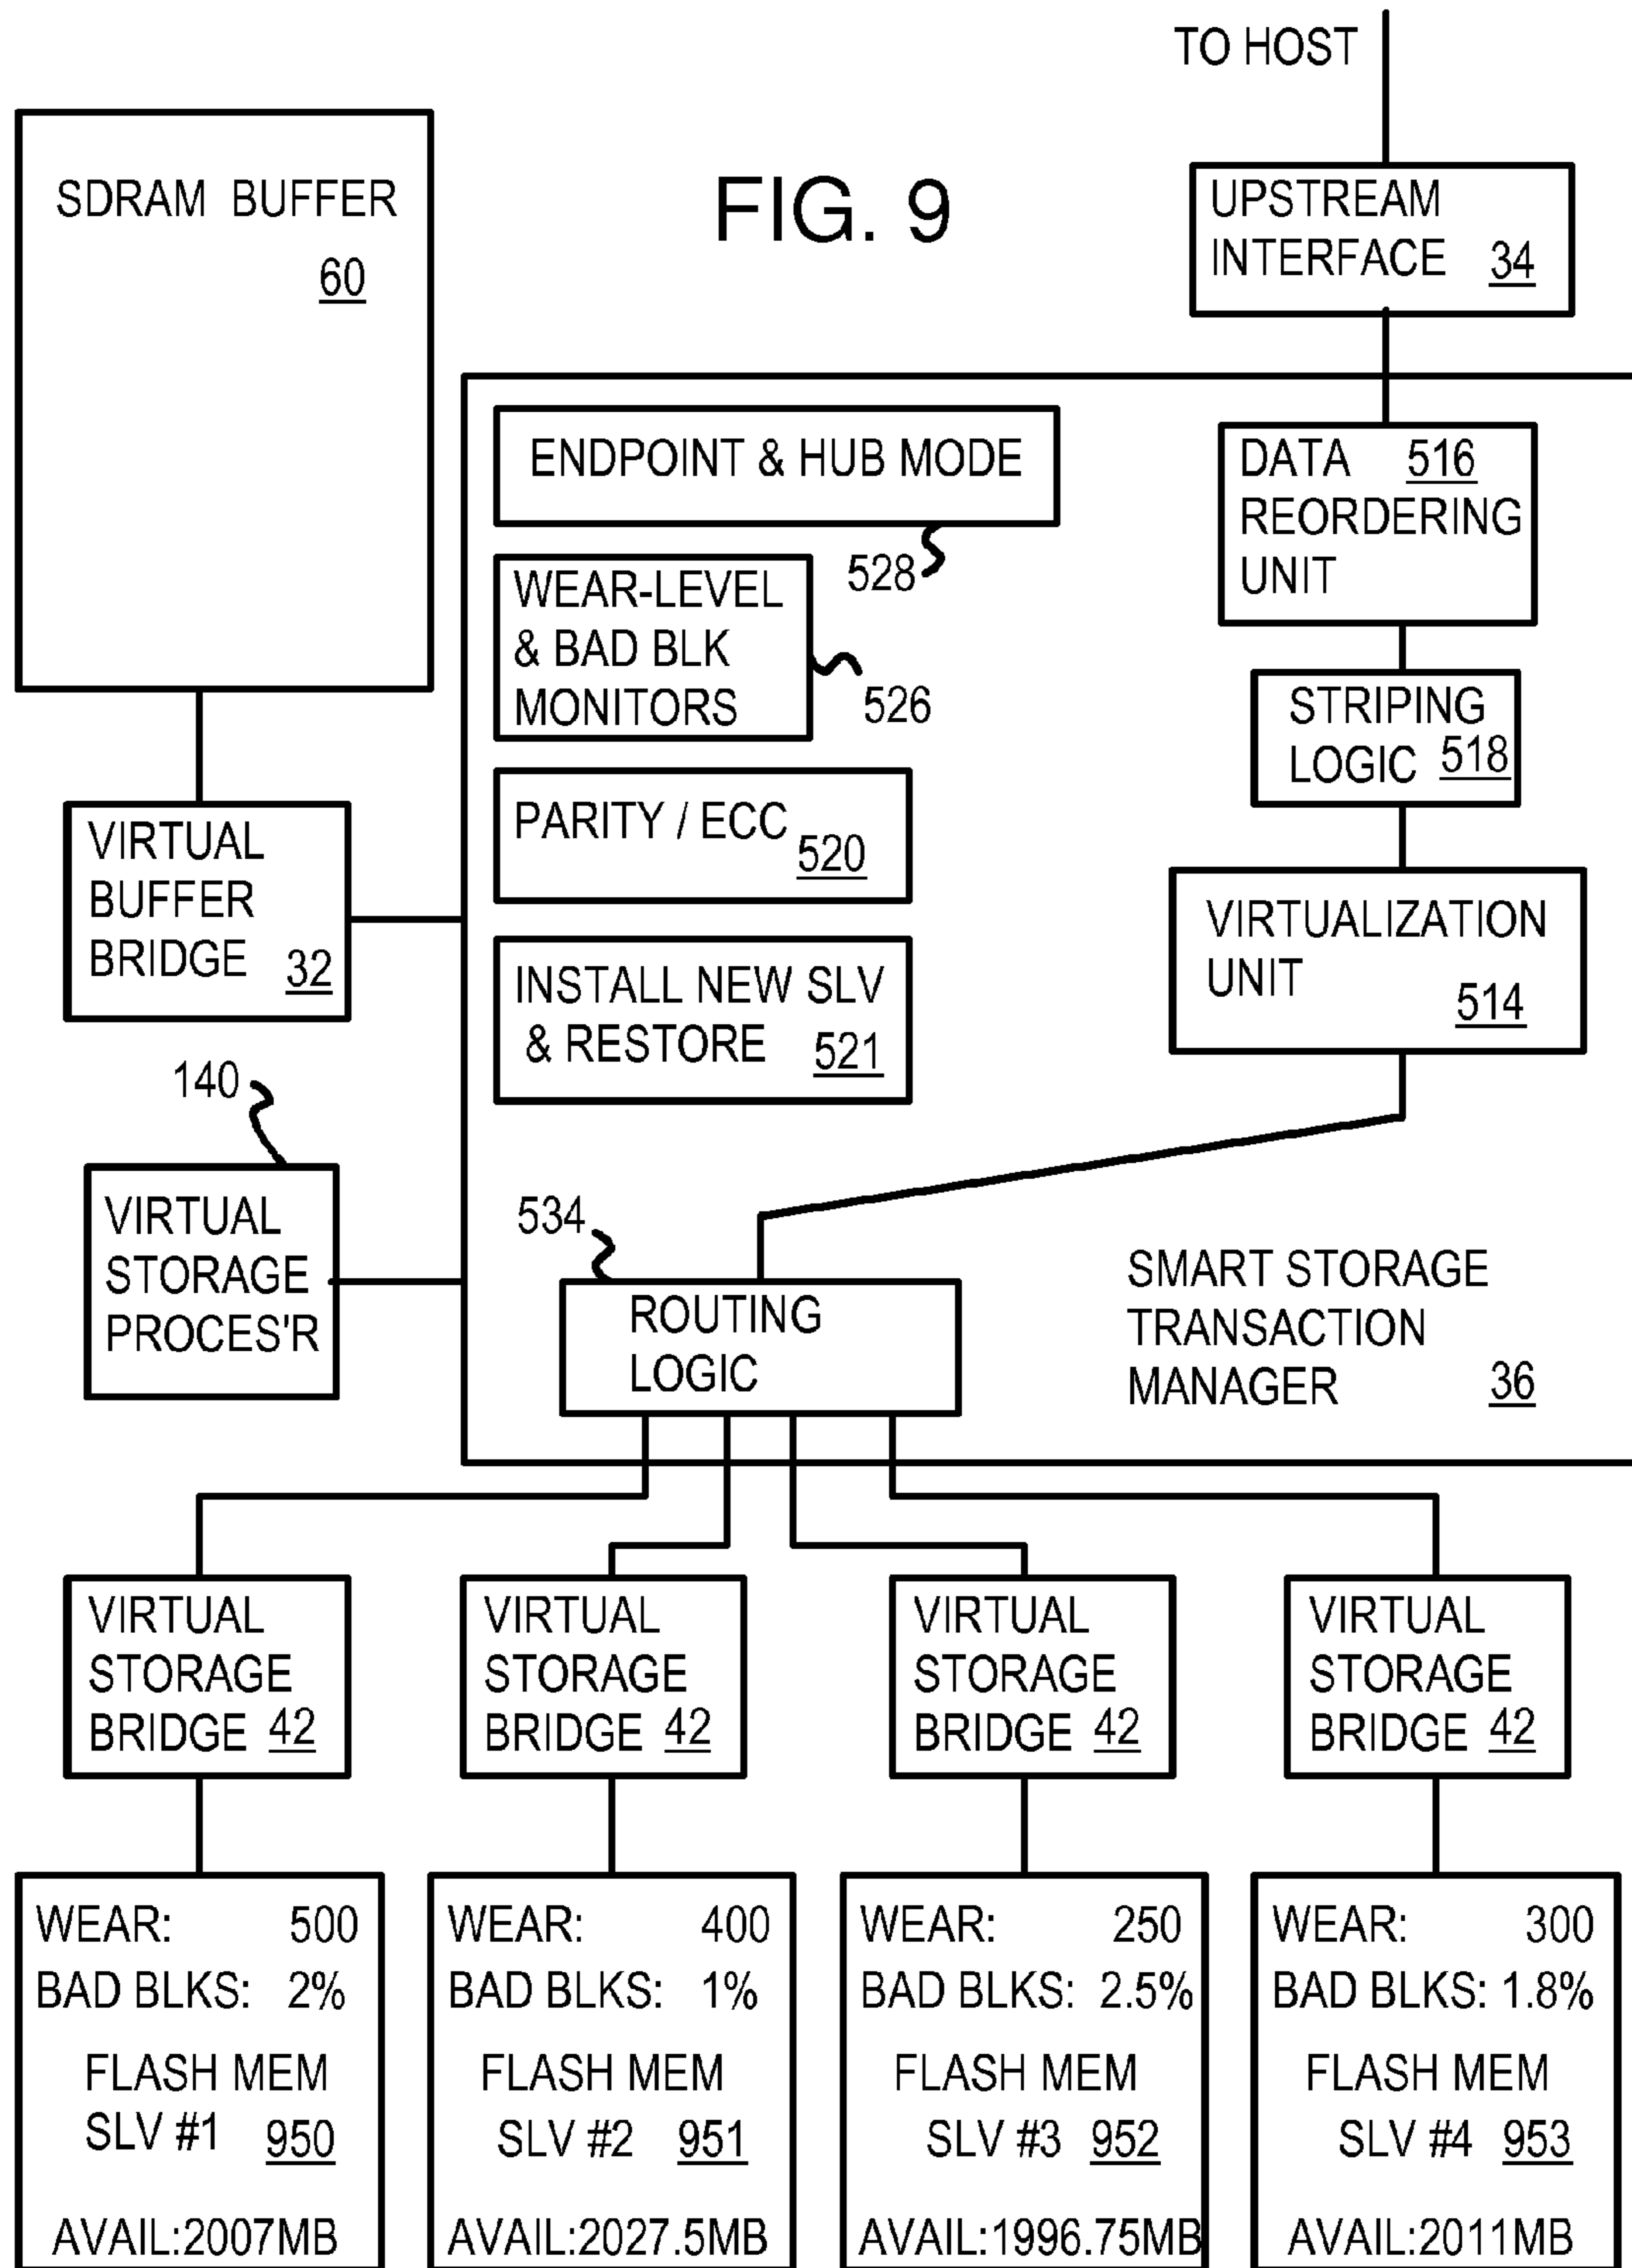 TO HOST
SDRAM BUFFER
60
FIG. 9
UPSTREAM
INTERFACE 34
ENDPOINT & HUB MODE
528
DATA 516
REORDERING
UNIT
WEAR-LEVEL
& BAD BLK
MONITORS
526
STRIPING
LOGIC 518
PARITY / ECC
520
VIRTUAL
BUFFER
BRIDGE 32
VIRTUALIZATION
UNIT
514
INSTALL NEW SLV
& RESTORE 521
140
VIRTUAL
STORAGE
PROCES'R
534
ROUTING
LOGIC
SMART STORAGE
TRANSACTION
MANAGER 36
VIRTUAL
STORAGE
BRIDGE 42
VIRTUAL
STORAGE
BRIDGE 42
VIRTUAL
STORAGE
BRIDGE 42
VIRTUAL
STORAGE
BRIDGE 42
WEAR: 500
BAD BLKS: 2%
FLASH MEM
SLV #1 950
AVAIL:2007MB
WEAR: 400
BAD BLKS: 1%
FLASH MEM
SLV #2 951
AVAIL:2027.5MB
WEAR: 250
BAD BLKS: 2.5%
FLASH MEM
SLV #3 952
AVAIL:1996.75MB
WEAR: 300
BAD BLKS: 1.8%
FLASH MEM
SLV #4 953
AVAIL:2011MB